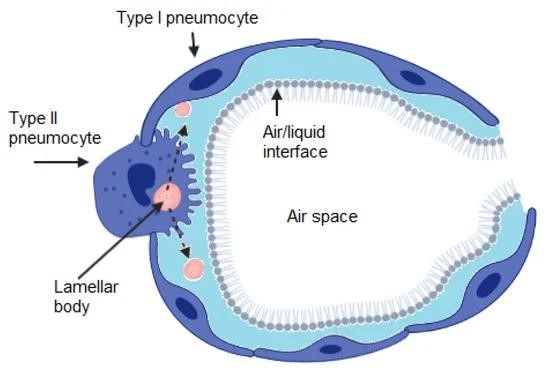 Type I pneumocyte
Type II
pneumocyte
Air/liquid
interface
Air space
Lamellar
body